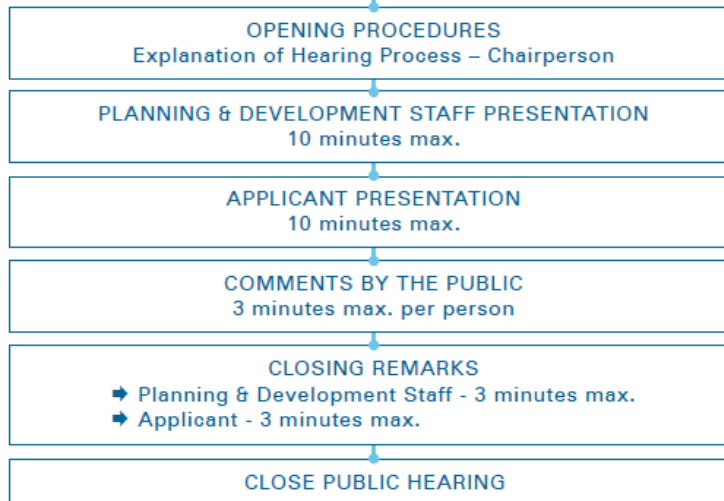 OPENING PROCEDURES
Explanation of Hearing Process – Chairperson
PLANNING & DEVELOPMENT STAFF PRESENTATION
10 minutes max.
APPLICANT PRESENTATION
10 minutes max.
COMMENTS BY THE PUBLIC
3 minutes max. per person
CLOSING REMARKS
➡ Planning & Development Staff - 3 minutes max.
➡ Applicant - 3 minutes max.
CLOSE PUBLIC HEARING